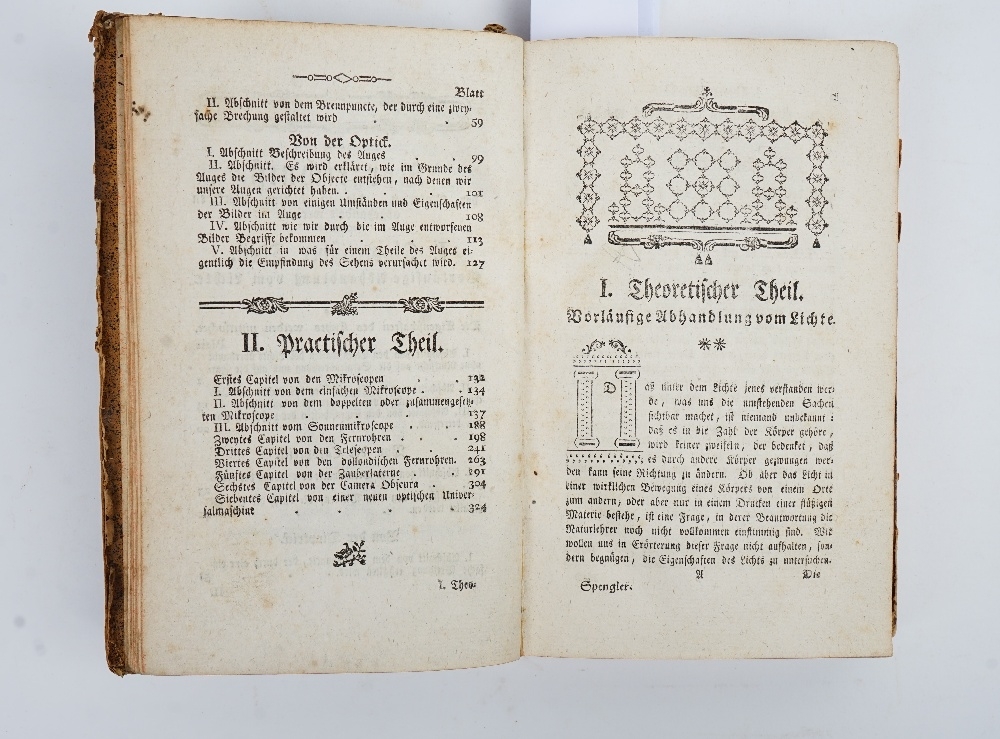 Blatt
II. Abschnitt von dem Brennpuncte, der durch eine zwey-
fache Brechung gestaltet wird . . 59
Von der Optick.
I. Abschnitt Beschreibung des Auges . . 99
II. Abschnitt. Es wird erkläret, wie im Grunde des
Auges die Bilder der Objecte entstehen, nach denen wir
unsere Augen gerichtet haben. . . . 101
III. Abschnitt von einigen Umständen und Eigenschaften
der Bilder im Auge . . . 108
IV. Abschnitt wie wir durch die im Auge entworfenen
Bilder Begriffe bekommen . . . . 113
V. Abschnitt in was für einem Theile des Auges ei-
gentlich die Empfindung des Sehens verursachet wird. 127
II. Practischer Theil.
Erstes Capitel von den Mikroscopen . . 132
I. Abschnitt von dem einfachen Mikroscope . . 134
II. Abschnitt von dem doppelten oder zusammengesetz-
ten Mikroscope . . . . 137
III. Abschnitt vom Sonnenmikroscope . . 188
Zweytes Capitel von den Fernrohren . . 198
Drittes Capitel von den Telescopen . . 241
Viertes Capitel von den dollondischen Fernrohren. 263
Fünftes Capitel von der Zauberlaterne . . 291
Sechstes Capitel von der Camera Obscura . . 304
Siebentes Capitel von einer neuen optischen Univer-
salmaschine . . . . 324
I. Theo-
I. Theoretischer Theil.
Vorläufige Abhandlung vom Lichte.
Daß unter dem Lichte jenes verstanden wer-
de, was uns die umstehenden Sachen
sichtbar machet, ist niemand unbekannt:
daß es in die Zahl der Körper gehöre,
wird keiner zweifeln, der bedenket, daß
es durch andere Körper gezwungen wer-
den kann seine Richtung zu ändern. Ob aber das Licht in
einer wirklichen Bewegung eines Körpers von einem Orte
zum andern, oder aber nur in einem Drucken einer flüßigen
Materie bestehe, ist eine Frage, in derer Beantwortung die
Naturlehrer noch nicht vollkommen einstimmig sind. Wir
wollen uns in Erörterung dieser Frage nicht aufhalten, son-
dern begnügen, die Eigenschaften des Lichts zu untersuchen.
A Die
Spengler.